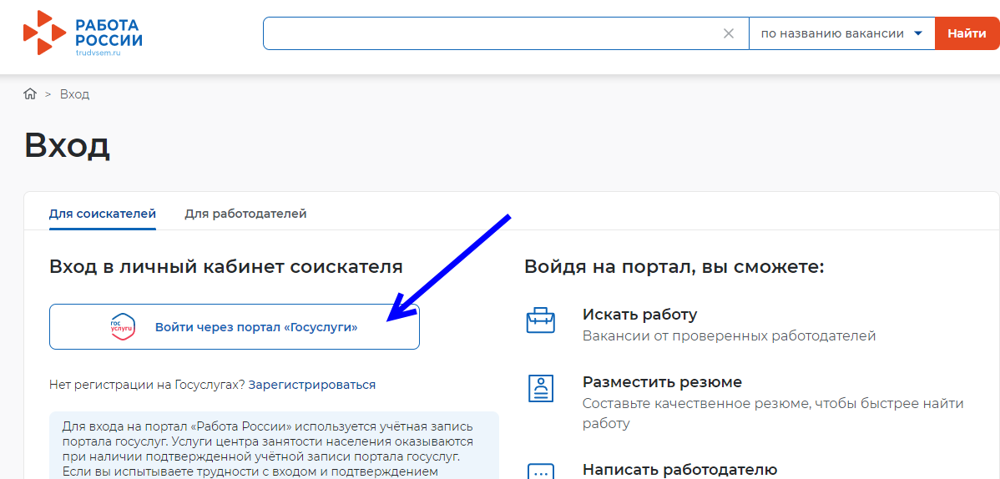 РАБОТА
РОССИИ
trudvsem.ru
по названию вакансии
Найти
> Вход
Вход
Для соискателей Для работодателей
Вход в личный кабинет соискателя
гос
услуги
Войти через портал «Госуслуги»
Нет регистрации на Госуслугах? Зарегистрироваться
Для входа на портал «Работа России» используется учётная запись
портала госуслуг. Услуги центра занятости населения оказываются
при наличии подтвержденной учётной записи портала госуслуг.
Если вы испытываете трудности с входом и подтверждением
Войдя на портал, вы сможете:
Искать работу
Вакансии от проверенных работодателей
Разместить резюме
Составьте качественное резюме, чтобы быстрее найти
работу
Написать работодателю